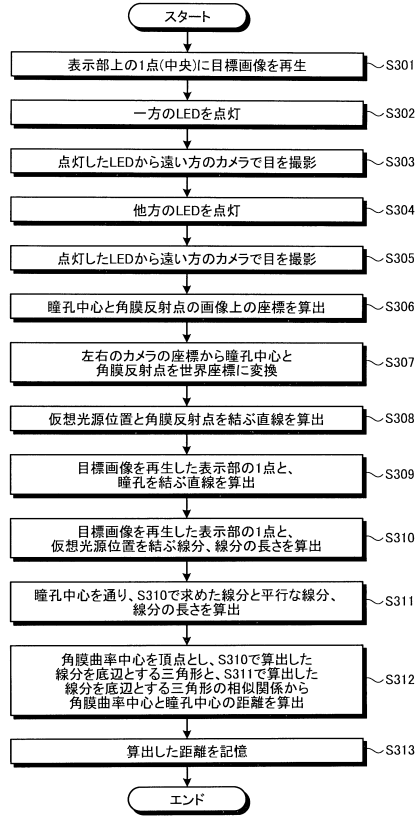 スタート
表示部上の1点(中央)に目標画像を再生
S301
一方のLEDを点灯
S302
点灯したLEDから遠い方のカメラで目を撮影
S303
他方のLEDを点灯
S304
点灯したLEDから遠い方のカメラで目を撮影
S305
瞳孔中心と角膜反射点の画像上の座標を算出
S306
左右のカメラの座標から瞳孔中心と
角膜反射点を世界座標に変換
S307
仮想光源位置と角膜反射点を結ぶ直線を算出
S308
目標画像を再生した表示部の1点と、
瞳孔を結ぶ直線を算出
S309
目標画像を再生した表示部の1点と、
仮想光源位置を結ぶ線分、線分の長さを算出
S310
瞳孔中心を通り、S310で求めた線分と平行な線分、
線分の長さを算出
S311
角膜曲率中心を頂点とし、S310で算出した
線分を底辺とする三角形と、S311で算出した
線分を底辺とする三角形の相似関係から
角膜曲率中心と瞳孔中心の距離を算出
S312
算出した距離を記憶
S313
エンド